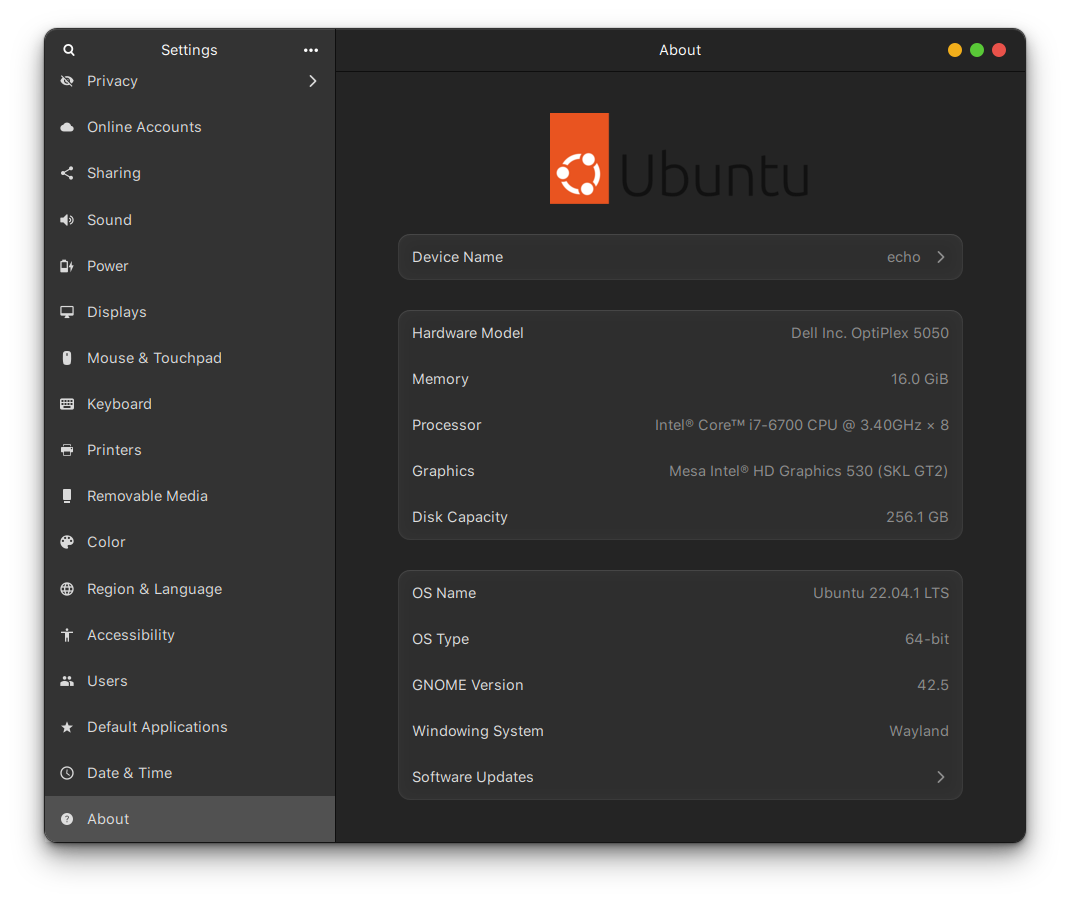 Settings
Privacy
Online Accounts
Sharing
Sound
Power
Displays
Mouse & Touchpad
Keyboard
Printers
Removable Media
Color
Region & Language
Accessibility
Users
Default Applications
Date & Time
About
About
Ubuntu
Device Name echo
Hardware Model Dell Inc. OptiPlex 5050
Memory 16.0 GiB
Processor Intel® Core™ i7-6700 CPU @ 3.40GHz × 8
Graphics Mesa Intel® HD Graphics 530 (SKL GT2)
Disk Capacity 256.1 GB
OS Name Ubuntu 22.04.1 LTS
OS Type 64-bit
GNOME Version 42.5
Windowing System Wayland
Software Updates